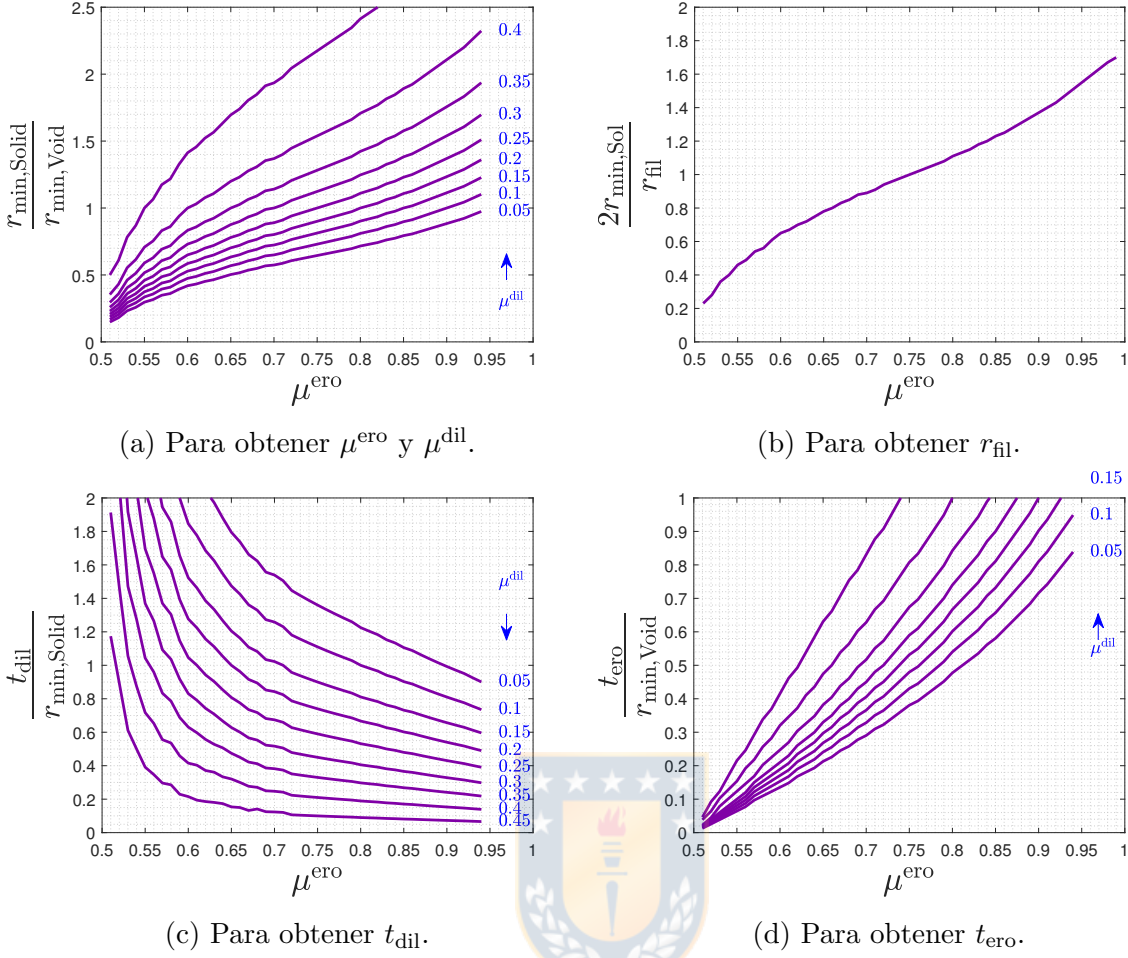 2.5
2
1.5
1
0.5
0
r_min,Solid
r_min,Void
0.4
0.35
0.3
0.25
0.2
0.15
0.1
0.05
μ^dil
0.5 0.55 0.6 0.65 0.7 0.75 0.8 0.85 0.9 0.95 1
μ^ero
(a) Para obtener μ^ero y μ^dil.
2
1.8
1.6
1.4
1.2
1
0.8
0.6
0.4
0.2
0
2r_min,Sol
r_fil
0.5 0.55 0.6 0.65 0.7 0.75 0.8 0.85 0.9 0.95 1
μ^ero
(b) Para obtener r_fil.
2
1.8
1.6
1.4
1.2
1
0.8
0.6
0.4
0.2
0
t_dil
r_min,Solid
μ^dil
0.05
0.1
0.15
0.2
0.25
0.3
0.35
0.4
0.45
0.5 0.55 0.6 0.65 0.7 0.75 0.8 0.85 0.9 0.95 1
μ^ero
(c) Para obtener t_dil.
1
0.9
0.8
0.7
0.6
0.5
0.4
0.3
0.2
0.1
0
t_ero
r_min,Void
0.15
0.1
0.05
μ^dil
0.5 0.55 0.6 0.65 0.7 0.75 0.8 0.85 0.9 0.95 1
μ^ero
(d) Para obtener t_ero.